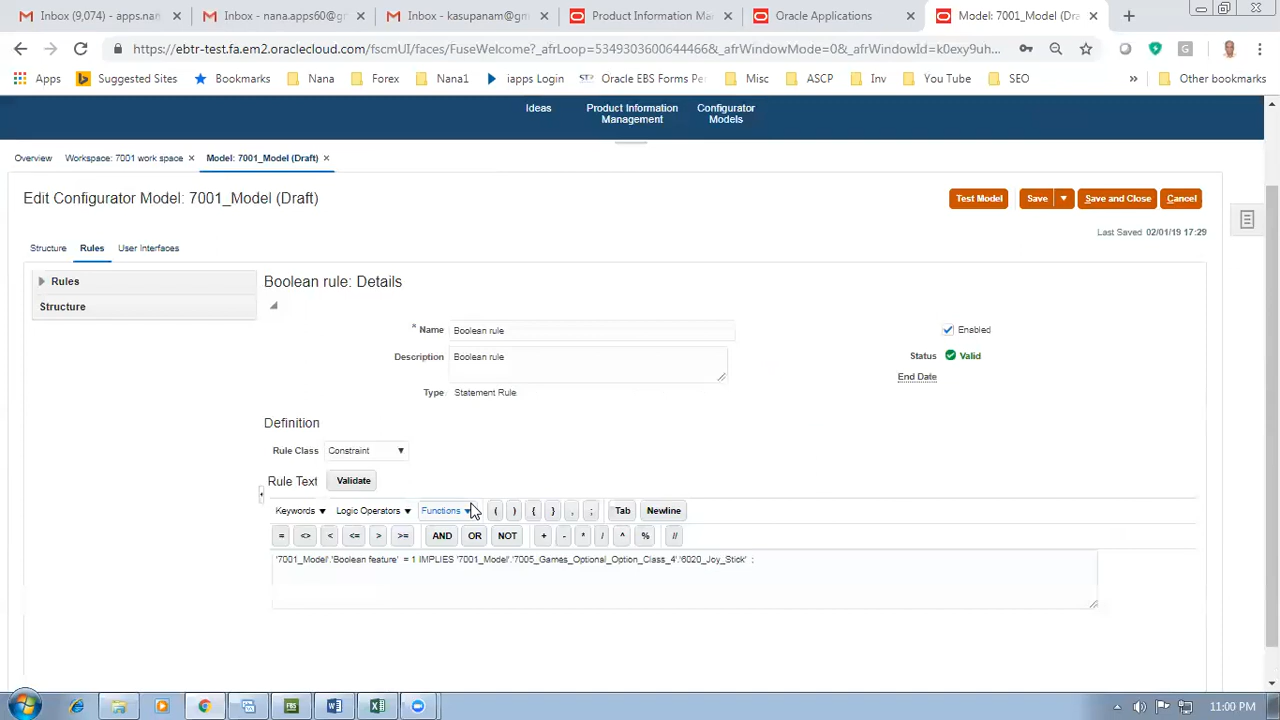 Inbox (9,074) - apps.na6
Inbox - nana.apps60@gr
Inbox - kasupanam@gm
Product Information Ma
Oracle Applications
Model: 7001_Model (Dra
https://ebtr-test.fa.em2.oraclecloud.com/fscmUI/faces/FuseWelcome?_afrLoop=53493036006444466&_afrWindowMode=0&_afrWindowId=k0exy9uh...
Apps
Suggested Sites
Bookmarks
Nana
Forex
Nana1
iapps Login
Oracle EBS Forms Per
Misc
ASCP
Inv
You Tube
SEO
»
Other bookmarks
Ideas
Product Information
Management
Configurator
Models
Overview
Workspace: 7001 work space
Model: 7001_Model (Draft)
Edit Configurator Model: 7001_Model (Draft)
Test Model
Save
Save and Close
Cancel
Last Saved 02/01/19 17:29
Structure
Rules
User Interfaces
Rules
Structure
Boolean rule: Details
* Name Boolean rule
Enabled
Description Boolean rule
Status Valid
End Date
Type Statement Rule
Definition
Rule Class Constraint
Rule Text Validate
Keywords Logic Operators Functions ( ) { } , ; Tab Newline
= <> < <= > >= AND OR NOT + - * / ^ % //
'7001_Model'.'Boolean feature' = 1 IMPLIES '7001_Model'.'7005_Games_Optional_Option_Class_4'.'6020_Joy_Stick' ;
11:00 PM